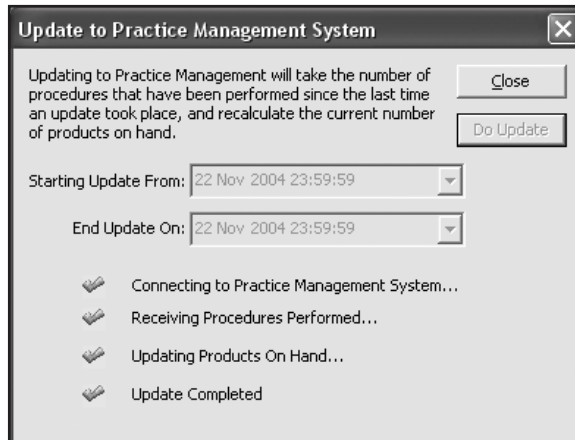 Update to Practice Management System
Updating to Practice Management will take the number of
procedures that have been performed since the last time
an update took place, and recalculate the current number
of products on hand.
Close
Do Update
Starting Update From: 22 Nov 2004 23:59:59
End Update On: 22 Nov 2004 23:59:59
Connecting to Practice Management System...
Receiving Procedures Performed...
Updating Products On Hand...
Update Completed